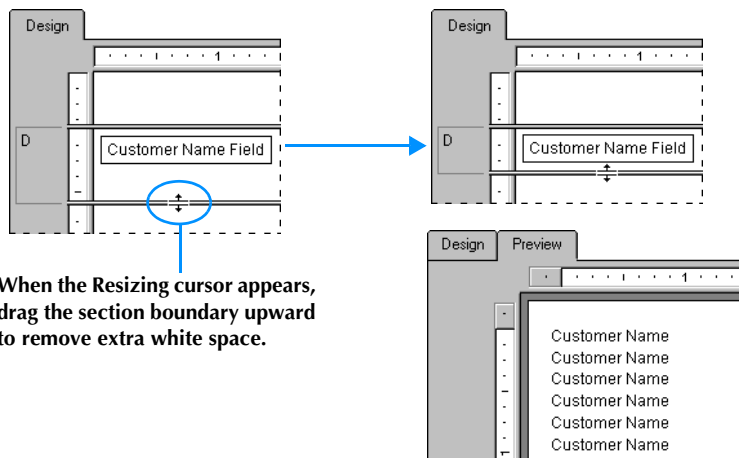 Design
1
D
Customer Name Field
When the Resizing cursor appears,
drag the section boundary upward
to remove extra white space.
Design
1
D
Customer Name Field
Design Preview
1
Customer Name
Customer Name
Customer Name
Customer Name
Customer Name
Customer Name
1